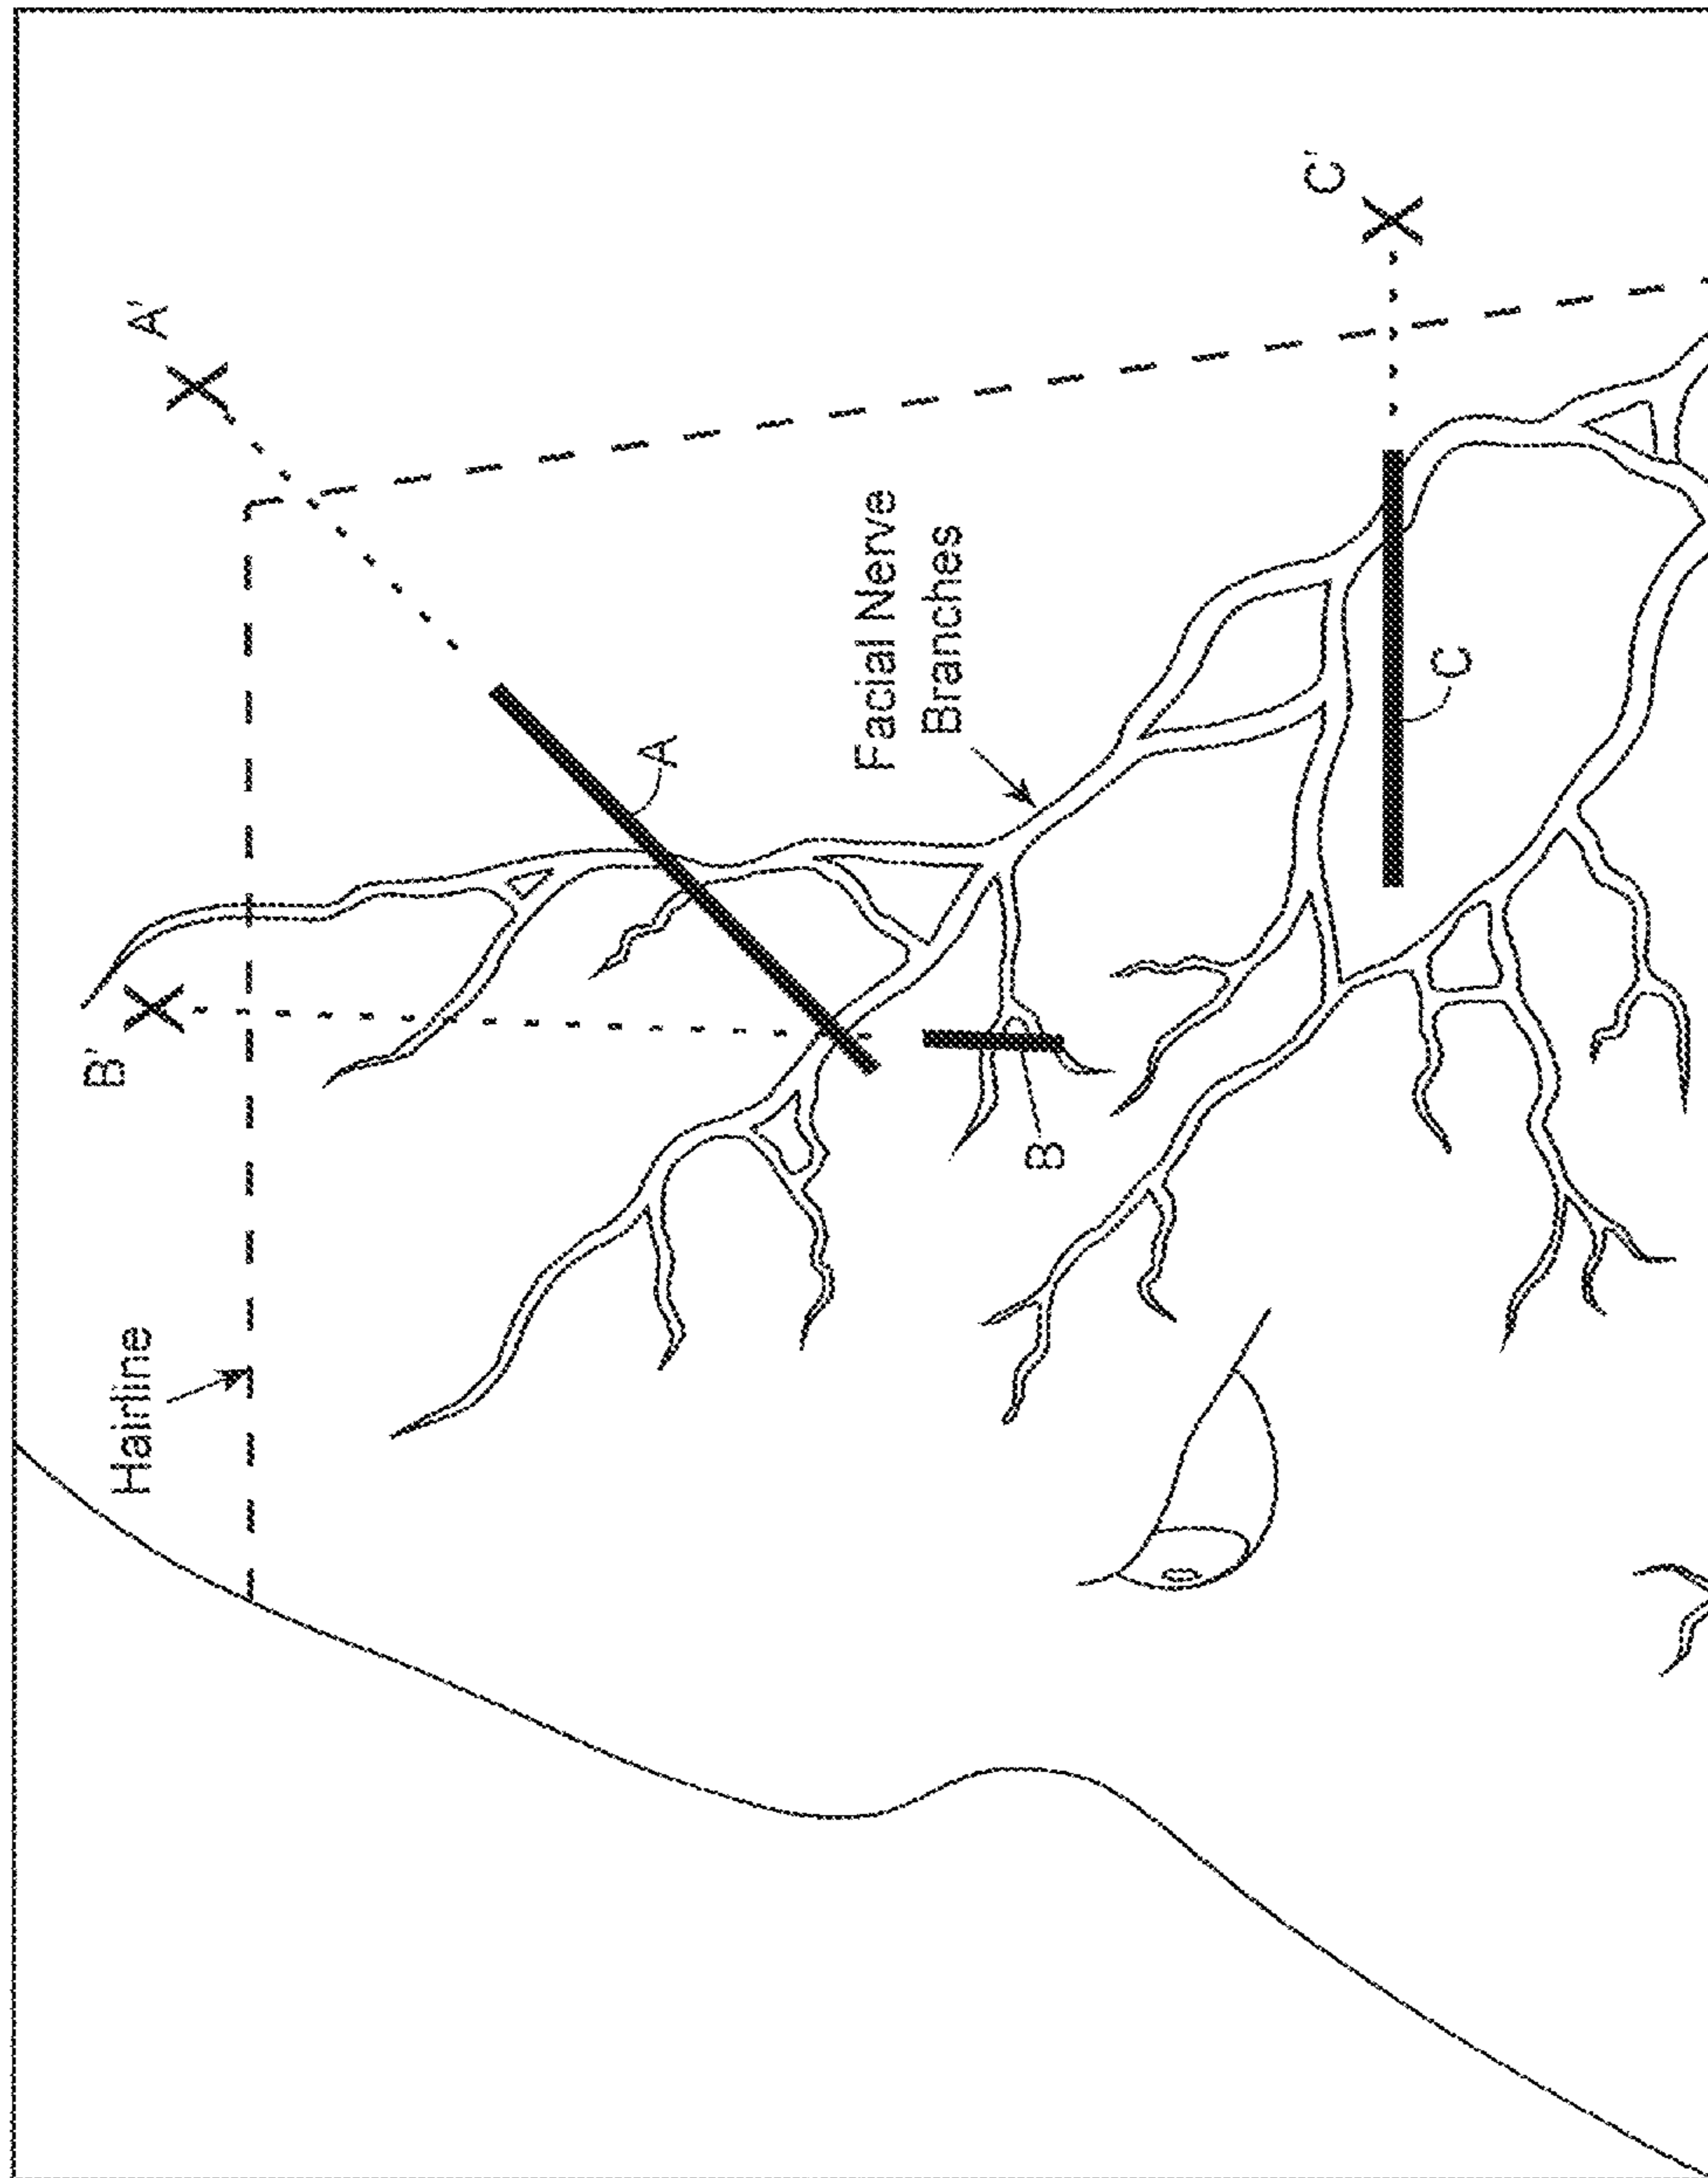 Hairline
B'
A'
C'
Facial Nerve
Branches
A
B
C